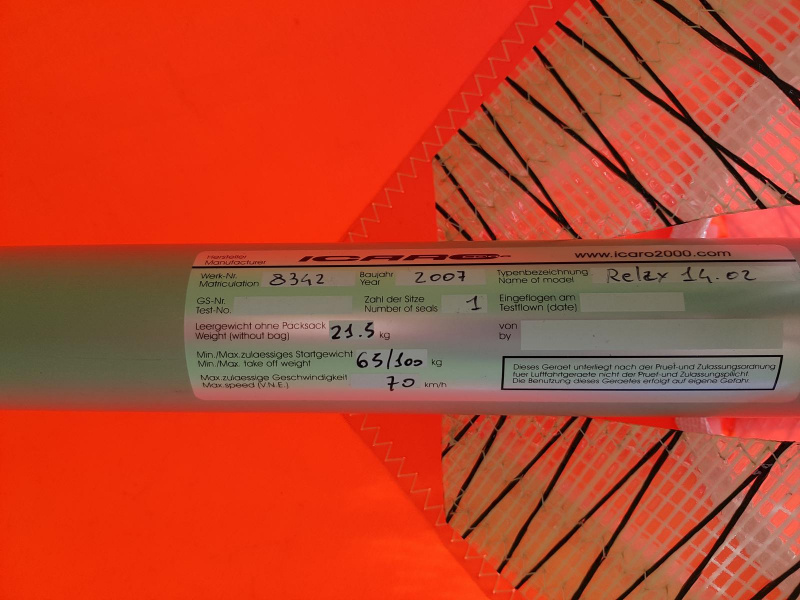 Hersteller
Manufacturer ICARO www.icaro2000.com
Werk-Nr.
Matriculation 8342 Baujahr
Year 2007 Typenbezeichnung
Name of model Relax 14.02
GS-Nr.
Test-No. Zahl der Sitze
Number of seals 1 Eingeflogen am
Testflown (date)
Leergewicht ohne Packsack
Weight (without bag) 21.5 kg von
by
Min./Max. zulaessiges Startgewicht
Min./Max. take off weight 65/100 kg
Max zulaessige Geschwindigkeit
Max speed (V.N.E.) 70 km/h
Dieses Geraet unterliegt nach der Pruef-und Zulassungsordnung
fuer Luftfahrtgeraete nicht der Pruef-und Zulassungspflicht.
Die Benutzung dieses Geraetes erfolgt auf eigene Gefahr.